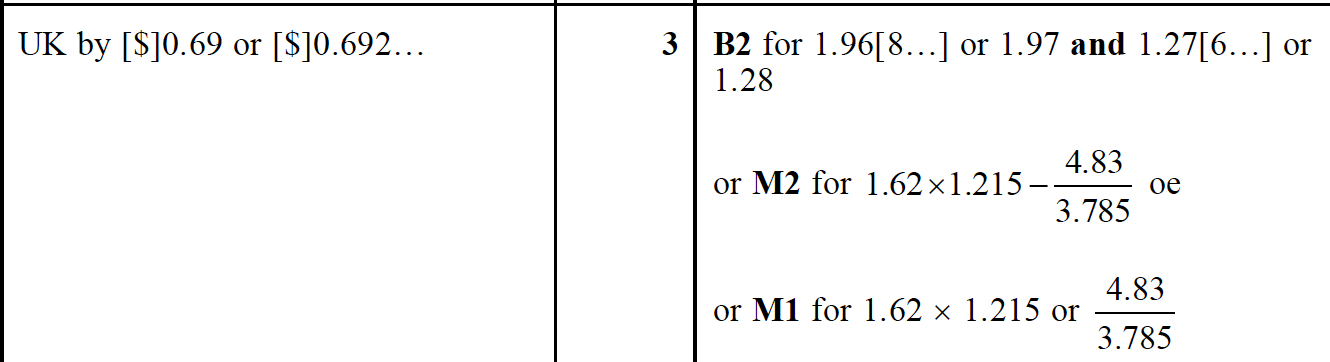 UK by [$]0.69 or [$]0.692…
3
B2 for 1.96[8…] or 1.97 and 1.27[6…] or
1.28
or M2 for 1.62×1.215 − 4.83/3.785 oe
or M1 for 1.62 × 1.215 or 4.83/3.785